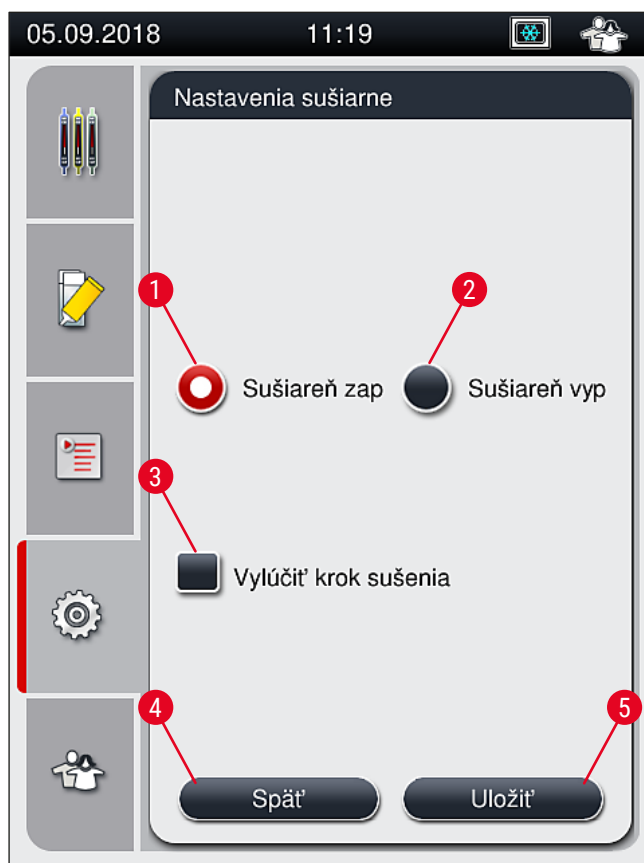 05.09.2018 11:19
Nastavenia sušiarne
1 2
Sušiareň zap Sušiareň vyp
3
Vylúčiť krok sušenia
4 5
Späť Uložiť